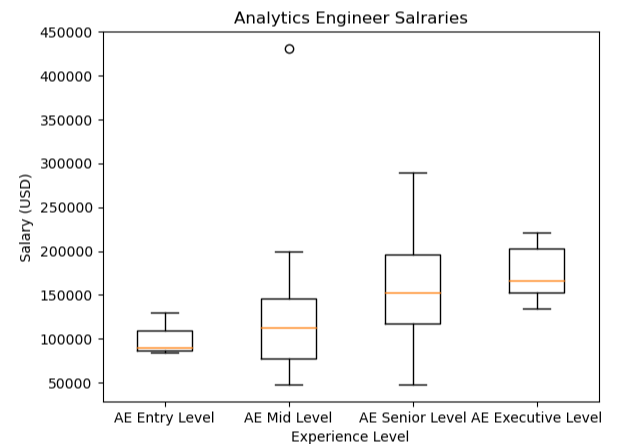 Analytics Engineer Salraries
450000
400000
350000
300000
250000
200000
150000
100000
50000
Salary (USD)
AE Entry Level AE Mid Level AE Senior Level AE Executive Level
Experience Level